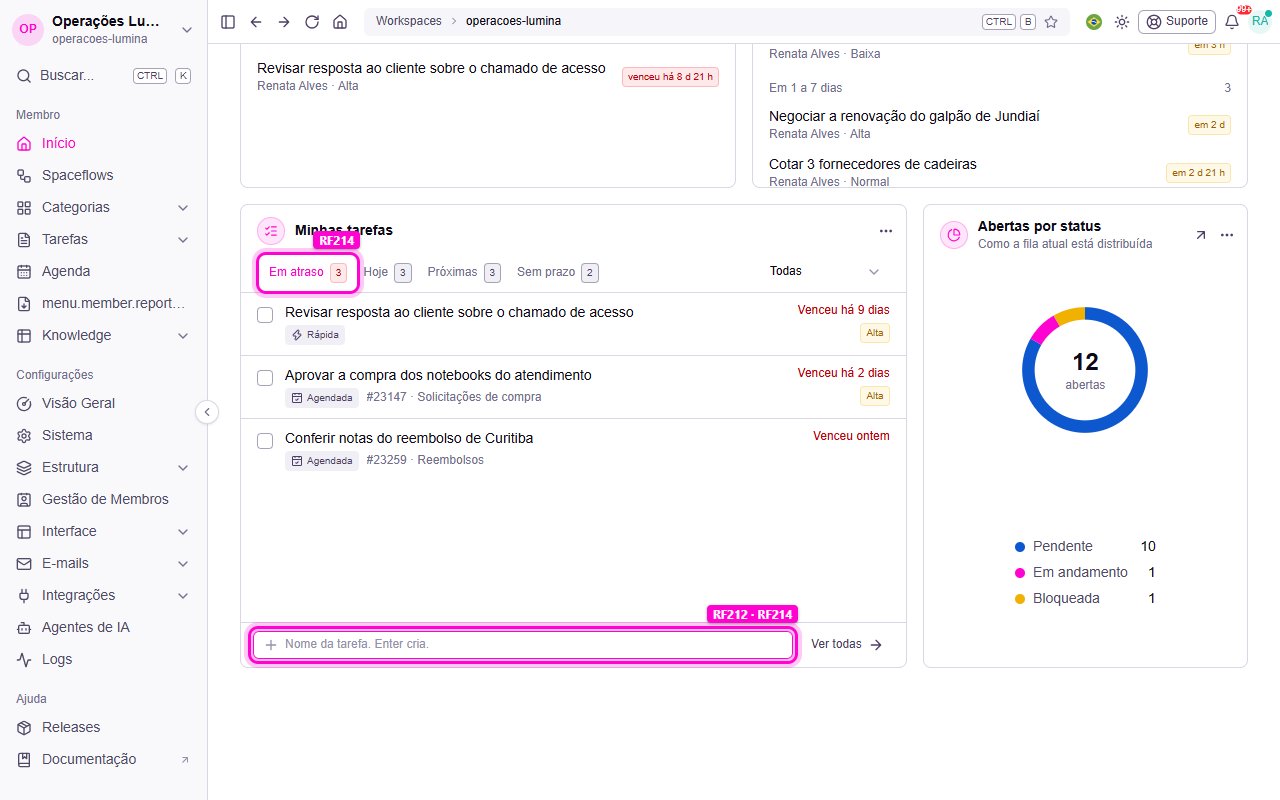 OP
Operações Lu...
operacoes-lumina
Buscar...
CTRL K
Membro
Início
Spaceflows
Categorias
Tarefas
Agenda
menu.member.report...
Knowledge
Configurações
Visão Geral
Sistema
Estrutura
Gestão de Membros
Interface
E-mails
Integrações
Agentes de IA
Logs
Ajuda
Releases
Documentação
Workspaces
operacoes-lumina
CTRL B
Suporte
99+
RA
Revisar resposta ao cliente sobre o chamado de acesso
Renata Alves · Alta
venceu há 8 d 21 h
Renata Alves · Baixa
em 3 h
Em 1 a 7 dias
3
Negociar a renovação do galpão de Jundiaí
Renata Alves · Alta
em 2 d
Cotar 3 fornecedores de cadeiras
Renata Alves · Normal
em 2 d 21 h
Minhas tarefas
RF214
Em atraso 3
Hoje 3
Próximas 3
Sem prazo 2
Todas
Revisar resposta ao cliente sobre o chamado de acesso
Venceu há 9 dias
Rápida
Alta
Aprovar a compra dos notebooks do atendimento
Venceu há 2 dias
Agendada
#23147 · Solicitações de compra
Alta
Conferir notas do reembolso de Curitiba
Venceu ontem
Agendada
#23259 · Reembolsos
RF212 · RF214
Nome da tarefa. Enter cria.
Ver todas
Abertas por status
Como a fila atual está distribuída
12
abertas
Pendente 10
Em andamento 1
Bloqueada 1